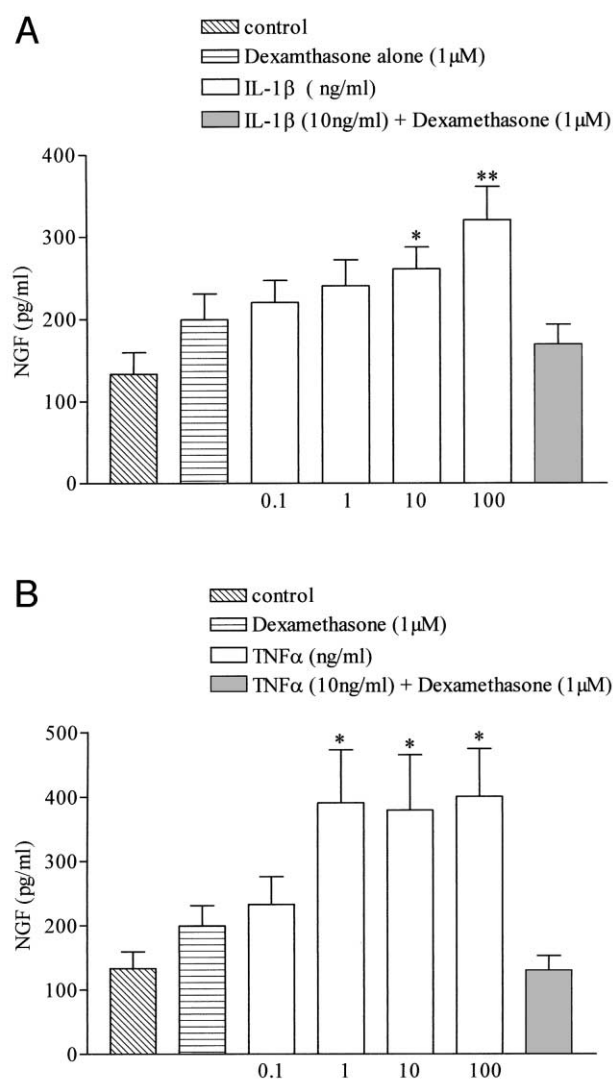 A
control
Dexamthasone alone (1μM)
IL-1β ( ng/ml)
IL-1β (10ng/ml) + Dexamethasone (1μM)
NGF (pg/ml)
400
300
200
100
0
*
**
0.1 1 10 100
B
control
Dexamethasone (1μM)
TNFα (ng/ml)
TNFα (10ng/ml) + Dexamethasone (1μM)
NGF (pg/ml)
500
400
300
200
100
0
* * *
0.1 1 10 100